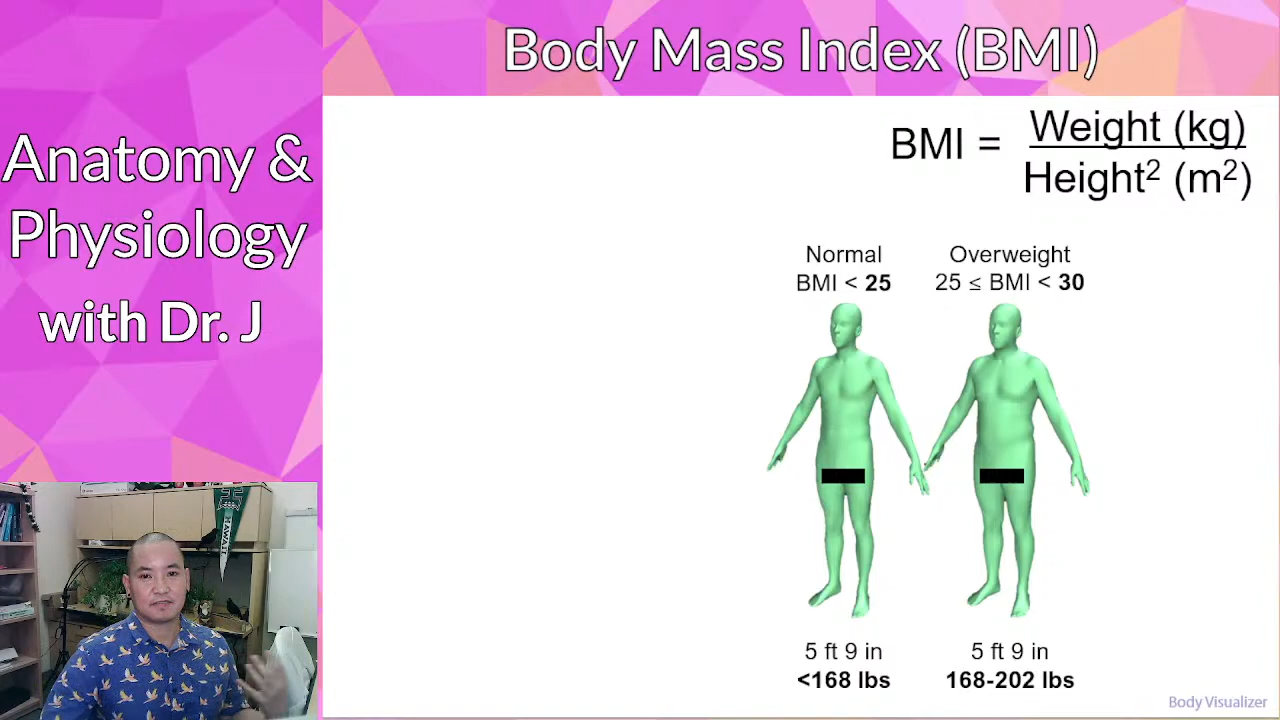 Body Mass Index (BMI)
Anatomy &
Physiology
with Dr. J
BMI = Weight (kg)
Height² (m²)
Normal
BMI < 25
Overweight
25 ≤ BMI < 30
5 ft 9 in
<168 lbs
5 ft 9 in
168-202 lbs
Body Visualizer
HAWAII